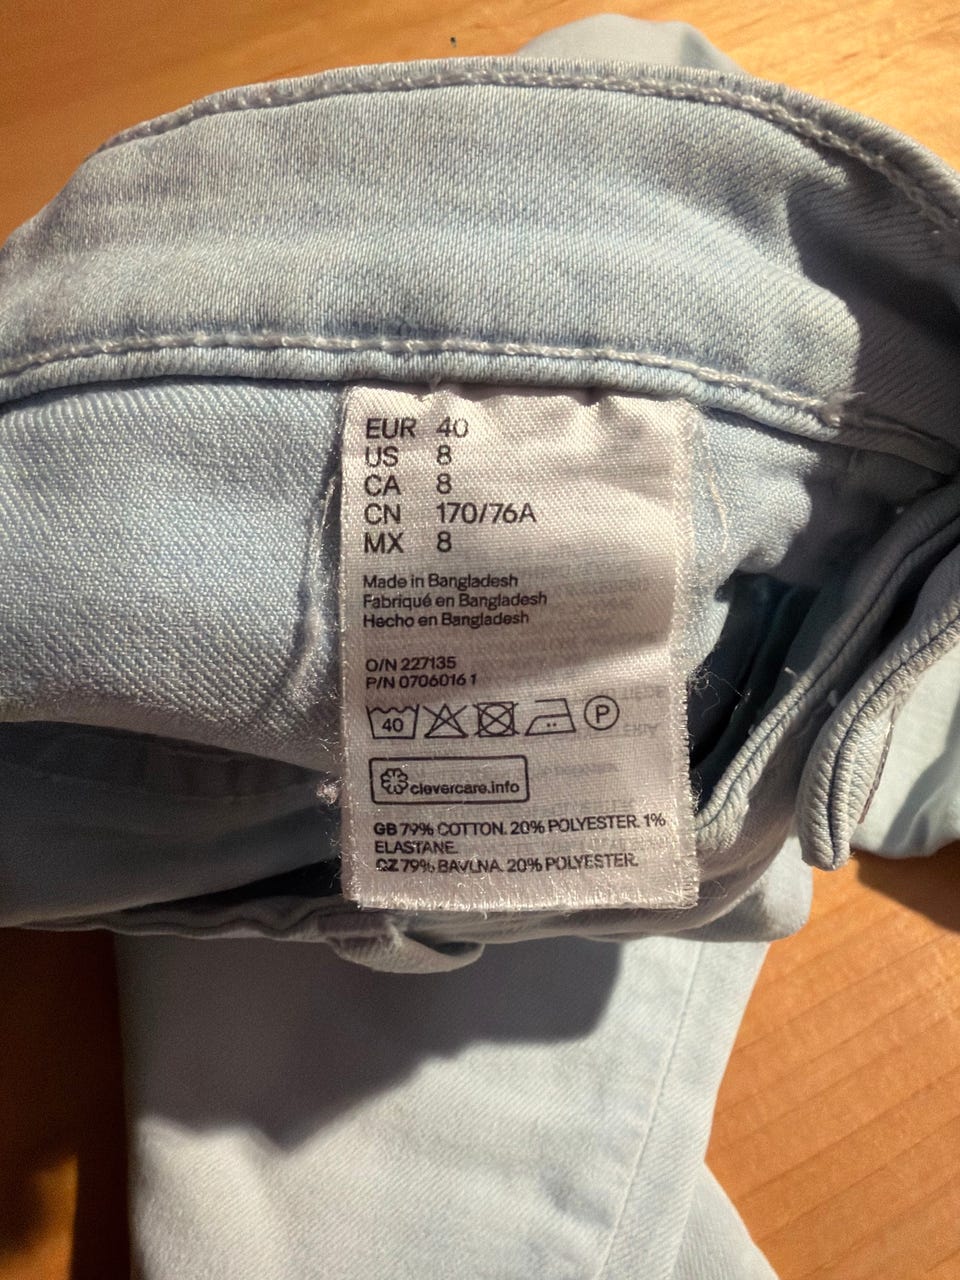 EUR 40
US 8
CA 8
CN 170/76A
MX 8
Made in Bangladesh
Fabriqué en Bangladesh
Hecho en Bangladesh
O/N 227135
P/N 0706016 1
40
P
clevercare.info
GB 79% COTTON. 20% POLYESTER. 1%
ELASTANE.
CZ 79% BAVLNA. 20% POLYESTER.